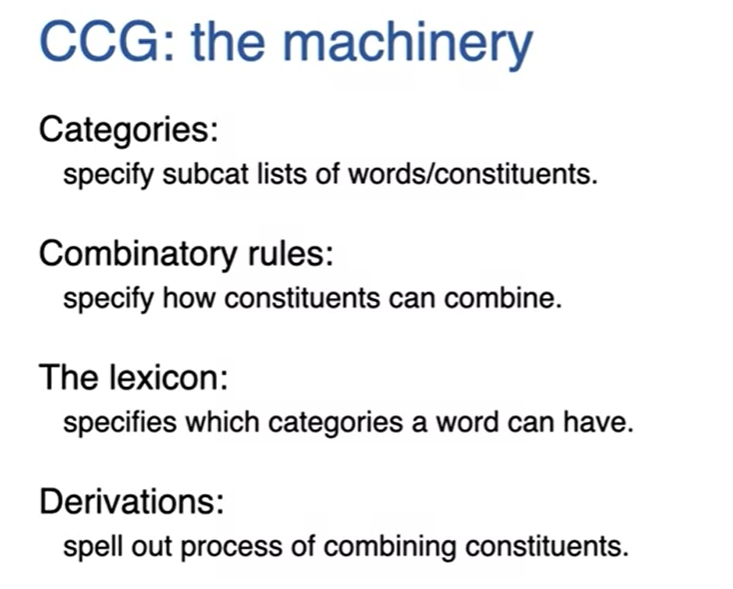 CCG: the machinery
Categories:
specify subcat lists of words/constituents.
Combinatory rules:
specify how constituents can combine.
The lexicon:
specifies which categories a word can have.
Derivations:
spell out process of combining constituents.